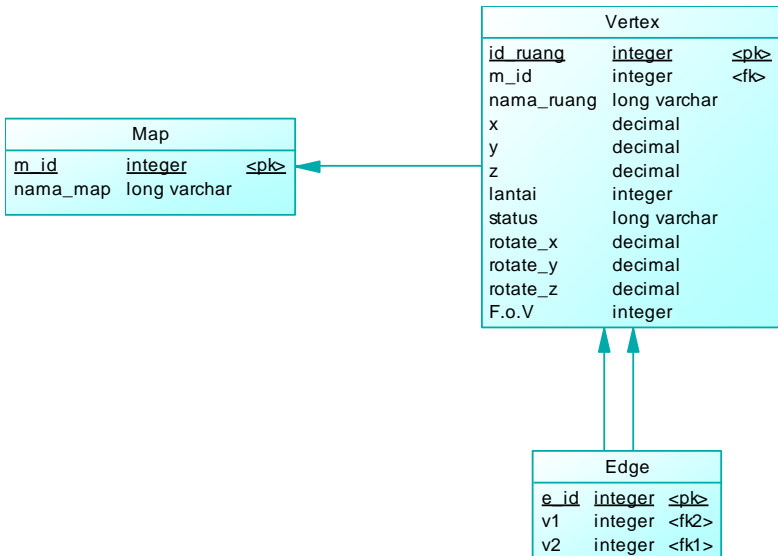 Vertex
id_ruang integer <pk>
m_id integer <fk>
nama_ruang long varchar
x decimal
y decimal
z decimal
lantai integer
status long varchar
rotate_x decimal
rotate_y decimal
rotate_z decimal
F.o.V integer
Map
m_id integer <pk>
nama_map long varchar
Edge
e_id integer <pk>
v1 integer <fk2>
v2 integer <fk1>